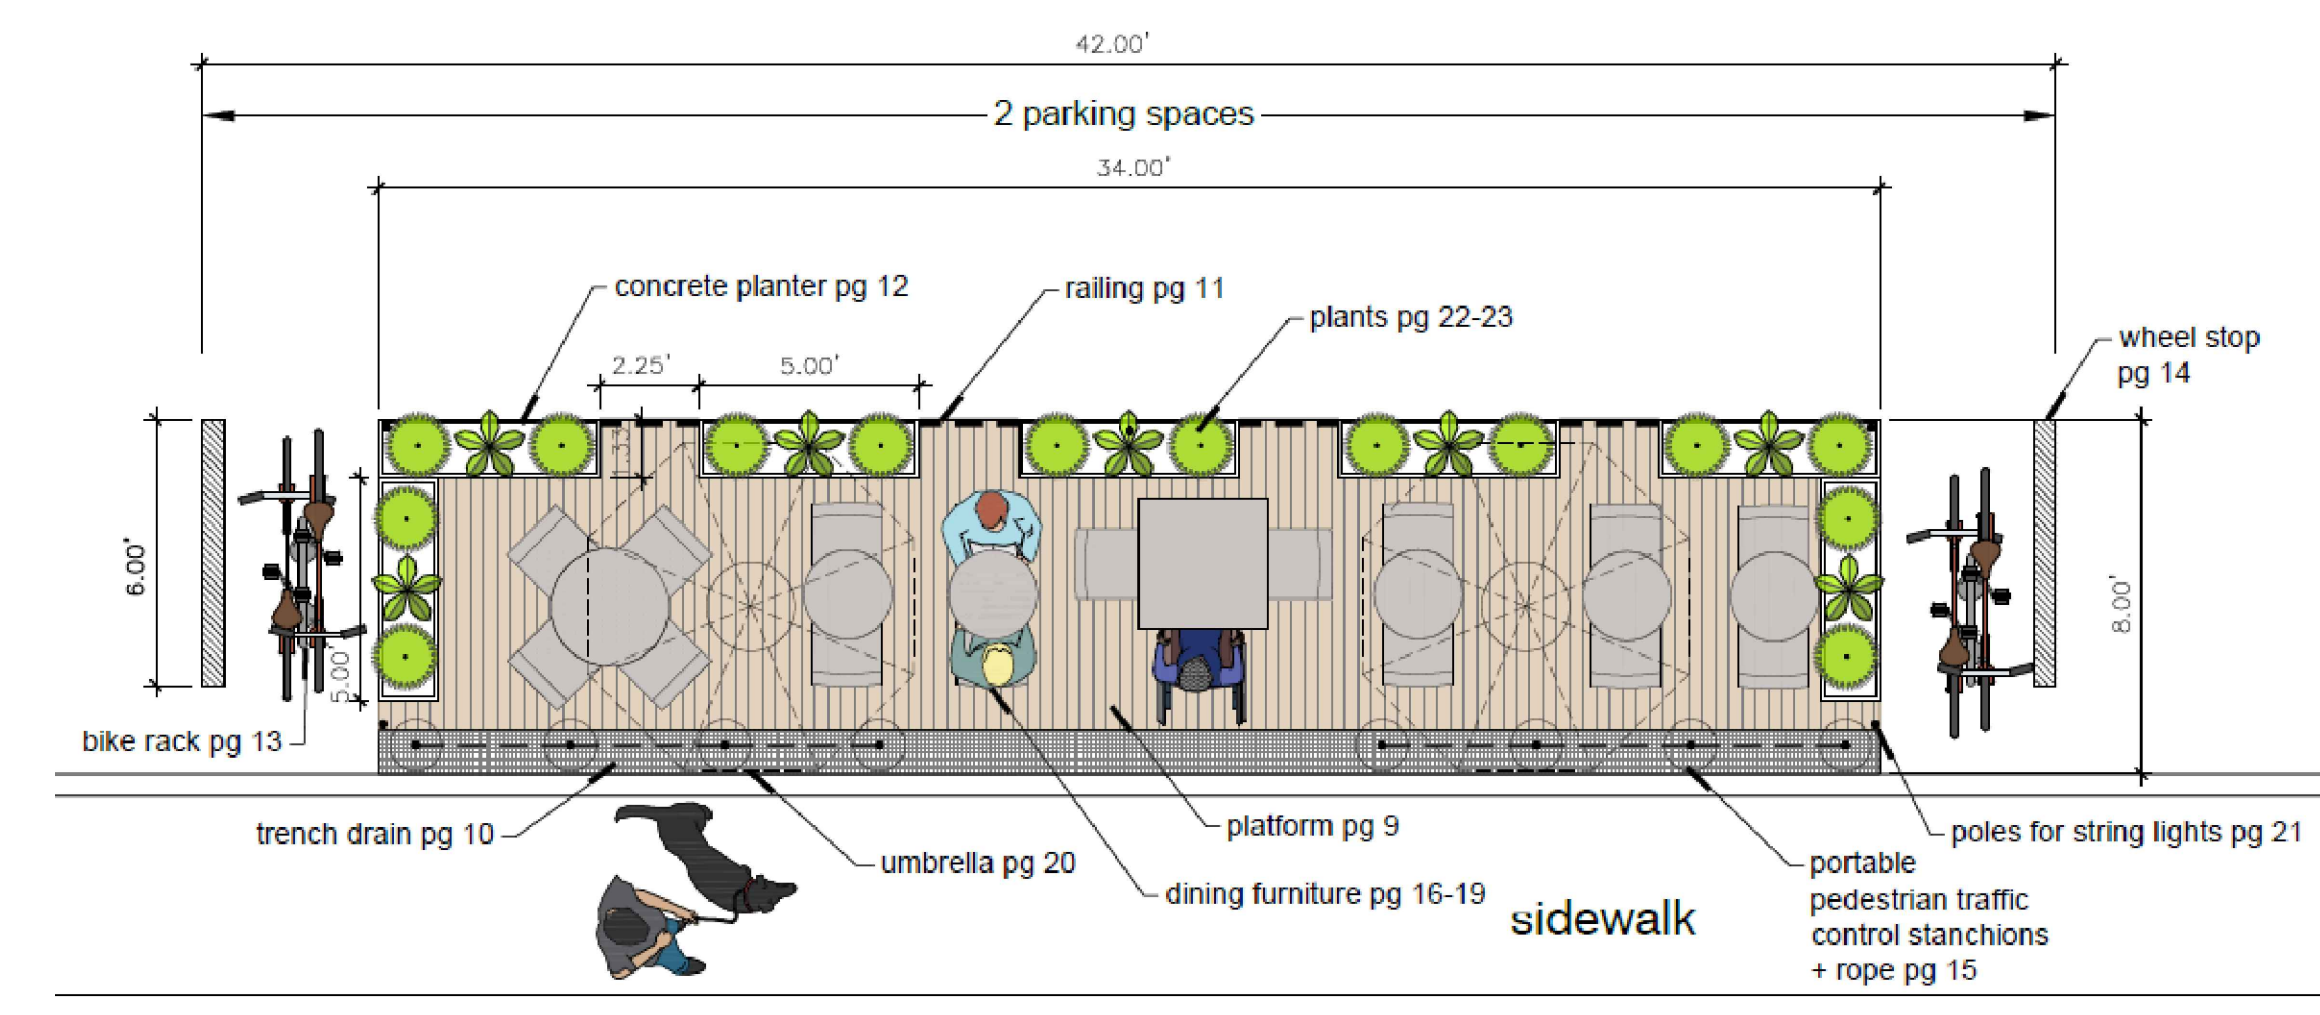 42.00'
2 parking spaces
34.00'
concrete planter pg 12
railing pg 11
plants pg 22-23
wheel stop
pg 14
2.25'
5.00'
1.33'
6.00'
5.00'
8.00'
bike rack pg 13
trench drain pg 10
umbrella pg 20
platform pg 9
dining furniture pg 16-19
sidewalk
poles for string lights pg 21
portable
pedestrian traffic
control stanchions
+ rope pg 15